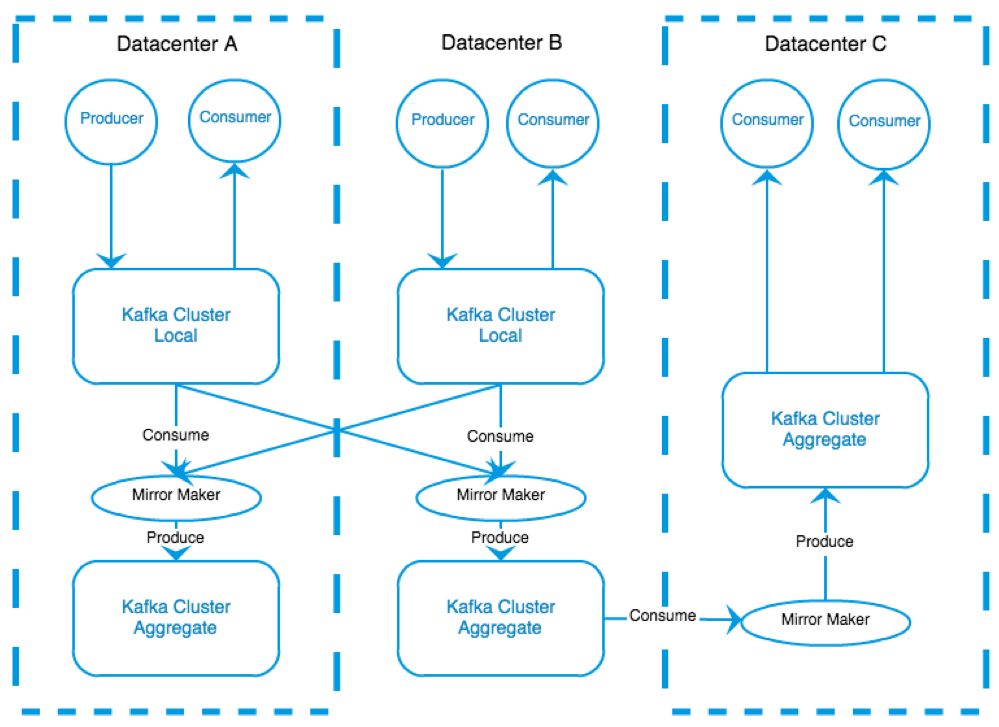 Datacenter A
Datacenter B
Datacenter C
Producer
Consumer
Producer
Consumer
Consumer
Consumer
Kafka Cluster
Local
Kafka Cluster
Local
Kafka Cluster
Aggregate
Consume
Consume
Mirror Maker
Mirror Maker
Produce
Produce
Produce
Kafka Cluster
Aggregate
Kafka Cluster
Aggregate
Consume
Mirror Maker